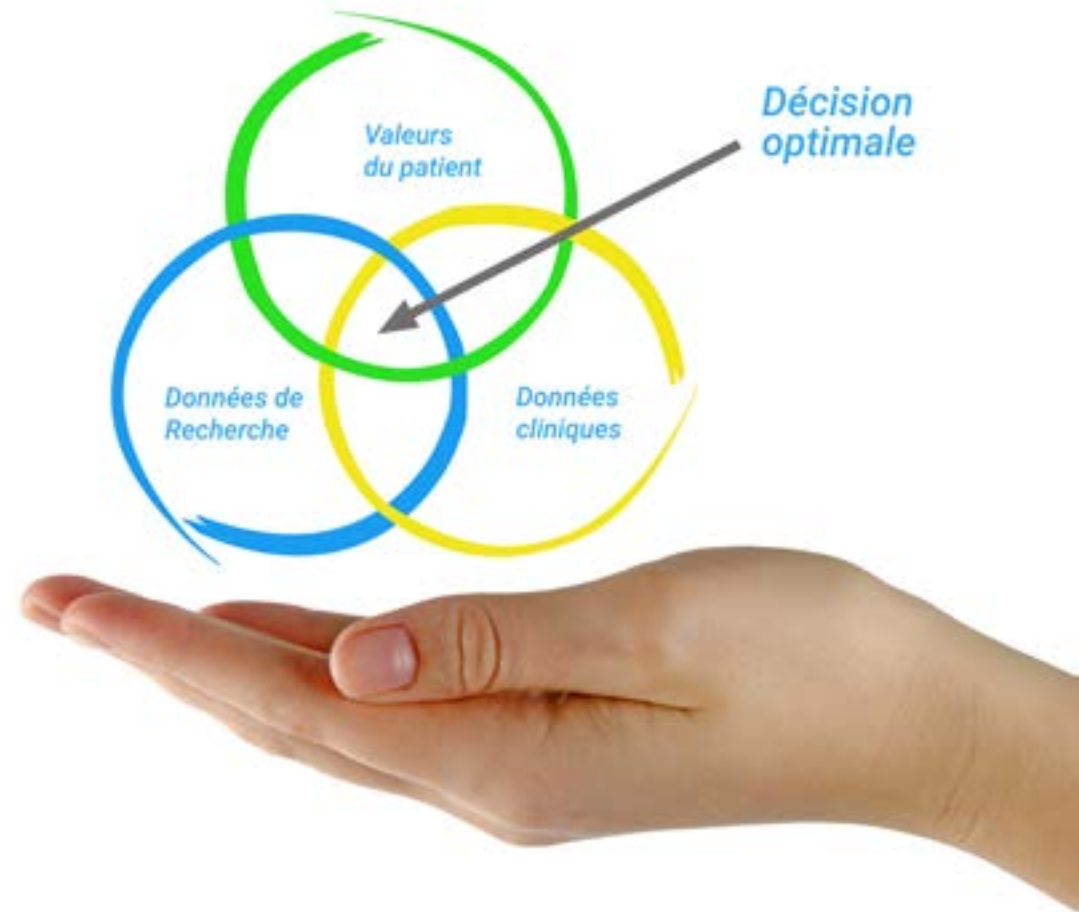 Décision
optimale
Valeurs
du patient
Données de
Recherche
Données
cliniques